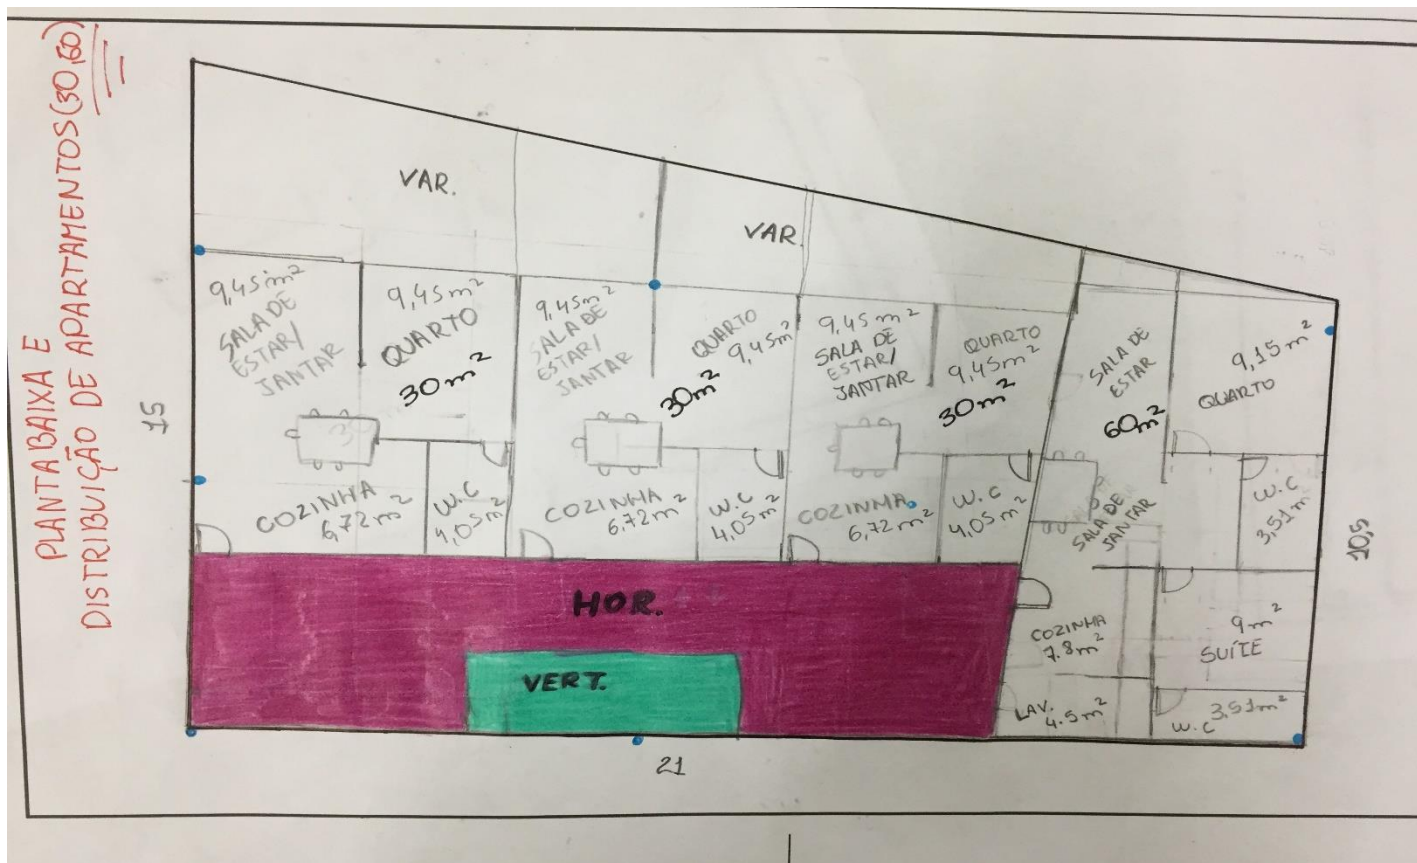 PLANTA BAIXA E
DISTRIBUIÇÃO DE APARTAMENTOS (30,60)
VAR.
VAR.
9,45m²
SALA DE
ESTAR/
JANTAR
9,45m²
QUARTO
30m²
9,45m²
SALA DE
ESTAR/
JANTAR
QUARTO
9,45m²
30m²
9,45m²
SALA DE
ESTAR/
JANTAR
QUARTO
9,45m²
30m²
SALA DE
ESTAR
60m²
9,15m²
QUARTO
15
COZINHA
6,72m²
W.C
4,05m²
COZINHA
6,72m²
W.C
4,05m²
COZINHA
6,72m²
W.C
4,05m²
SALA DE
JANTAR
W.C
3,51m²
10,5
HOR.
VERT.
COZINHA
7.8m²
9m²
SUÍTE
LAV.
4.5m²
W.C
3,51m²
21